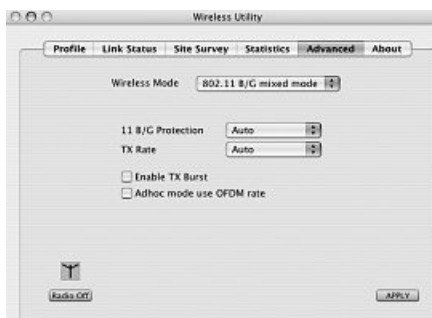 Wireless Utility
Profile Link Status Site Survey Statistics Advanced About
Wireless Mode 802.11 B/G mixed mode
11 B/G Protection Auto
TX Rate Auto
Enable TX Burst
Adhoc mode use OFDM rate
Radio Off APPLY